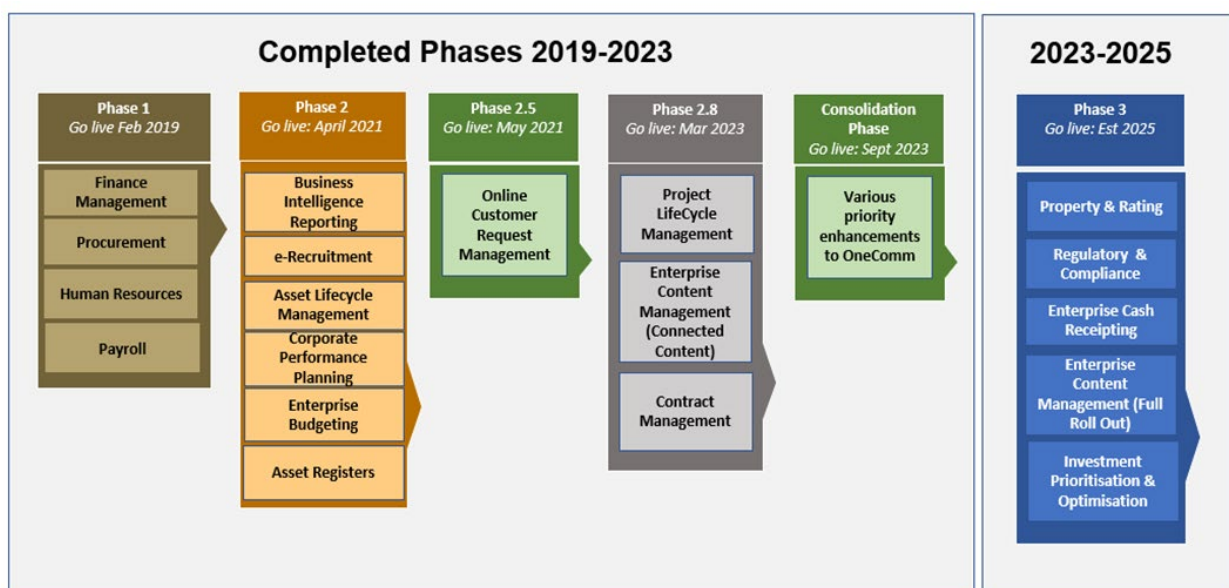 Completed Phases 2019-2023
Phase 1
Go live Feb 2019
Finance
Management
Procurement
Human Resources
Payroll
Phase 2
Go live: April 2021
Business
Intelligence
Reporting
e-Recruitment
Asset Lifecycle
Management
Corporate
Performance
Planning
Enterprise
Budgeting
Asset Registers
Phase 2.5
Go live: May 2021
Online
Customer
Request
Management
Phase 2.8
Go live: Mar 2023
Project
LifeCycle
Management
Enterprise
Content
Management
(Connected
Content)
Contract
Management
Consolidation
Phase
Go live: Sept 2023
Various
priority
enhancements
to OneComm
2023-2025
Phase 3
Go live: Est 2025
Property & Rating
Regulatory &
Compliance
Enterprise Cash
Receipting
Enterprise
Content
Management (Full
Roll Out)
Investment
Prioritisation &
Optimisation